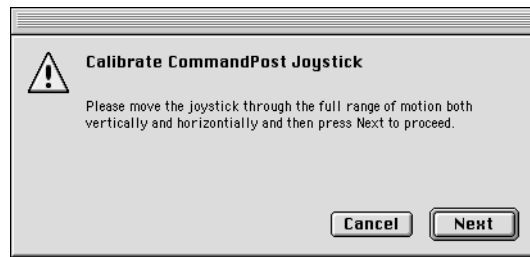 Calibrate CommandPost Joystick
Please move the joystick through the full range of motion both
vertically and horizontially and then press Next to proceed.
Cancel
Next